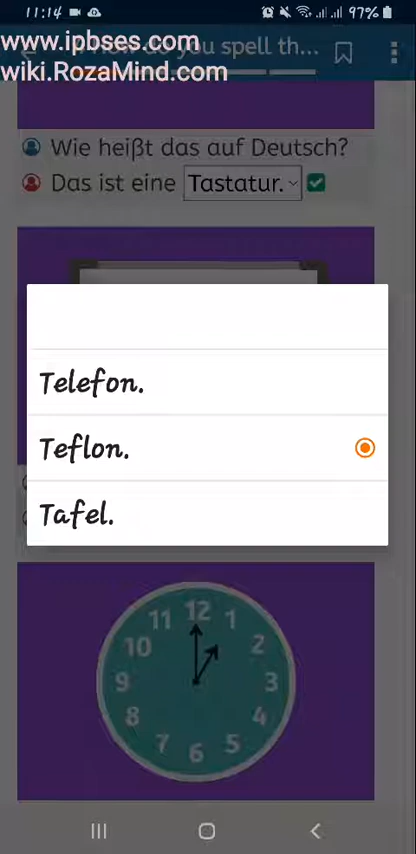 11:14
97%
www.ipbses.com
wiki.RozaMind.com
you spell th...
Wie heißt das auf Deutsch?
Das ist eine Tastatur.
Telefon.
Teflon.
Tafel.
12
11 1
10 2
9 3
8 4
7 5
6